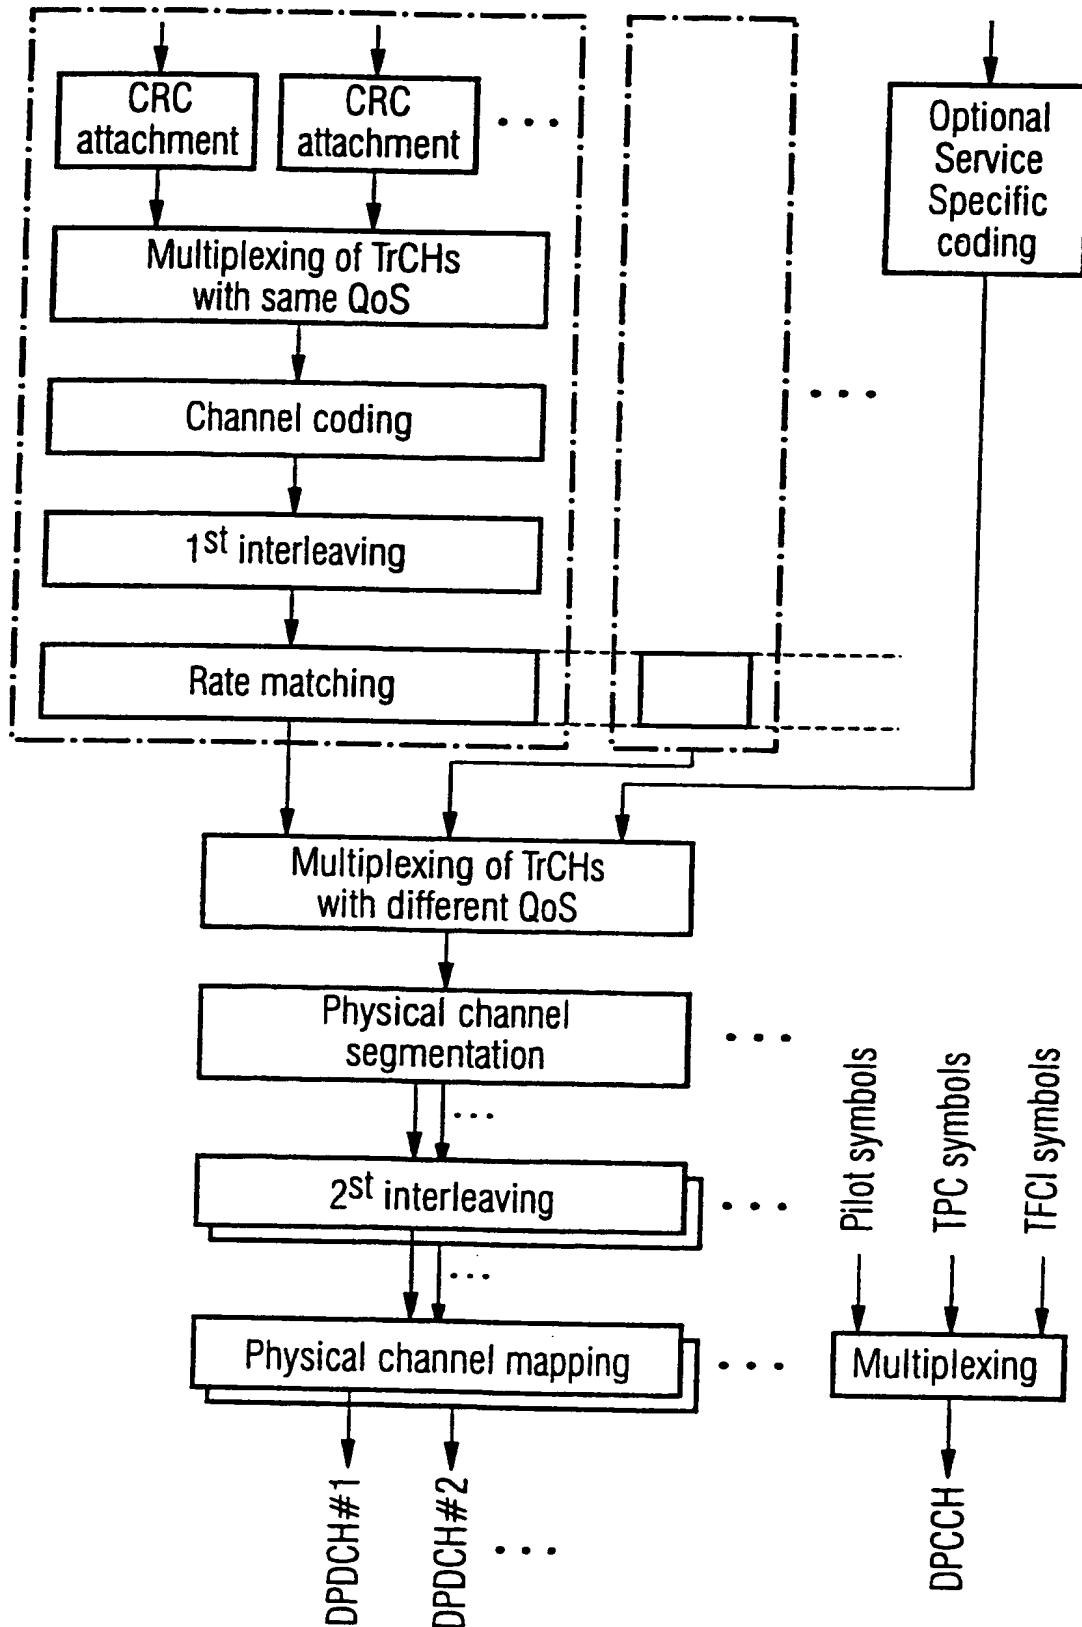 CRC
attachment
CRC
attachment
Optional
Service
Specific
coding
Multiplexing of TrCHs
with same QoS
Channel coding
1st interleaving
Rate matching
Multiplexing of TrCHs
with different QoS
Physical channel
segmentation
Pilot symbols
TPC symbols
TFCI symbols
2st interleaving
Physical channel mapping
Multiplexing
DPDCH#1
DPDCH#2
DPCCH